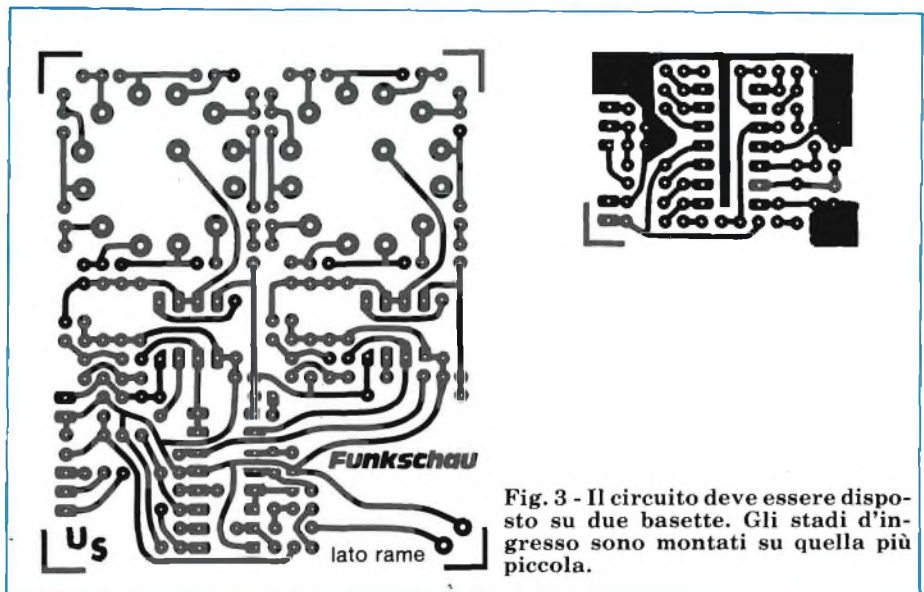 Funkschau
US
lato rame
Fig. 3 - Il circuito deve essere dispo-
sto su due basette. Gli stadi d'in-
gresso sono montati su quella più
piccola.